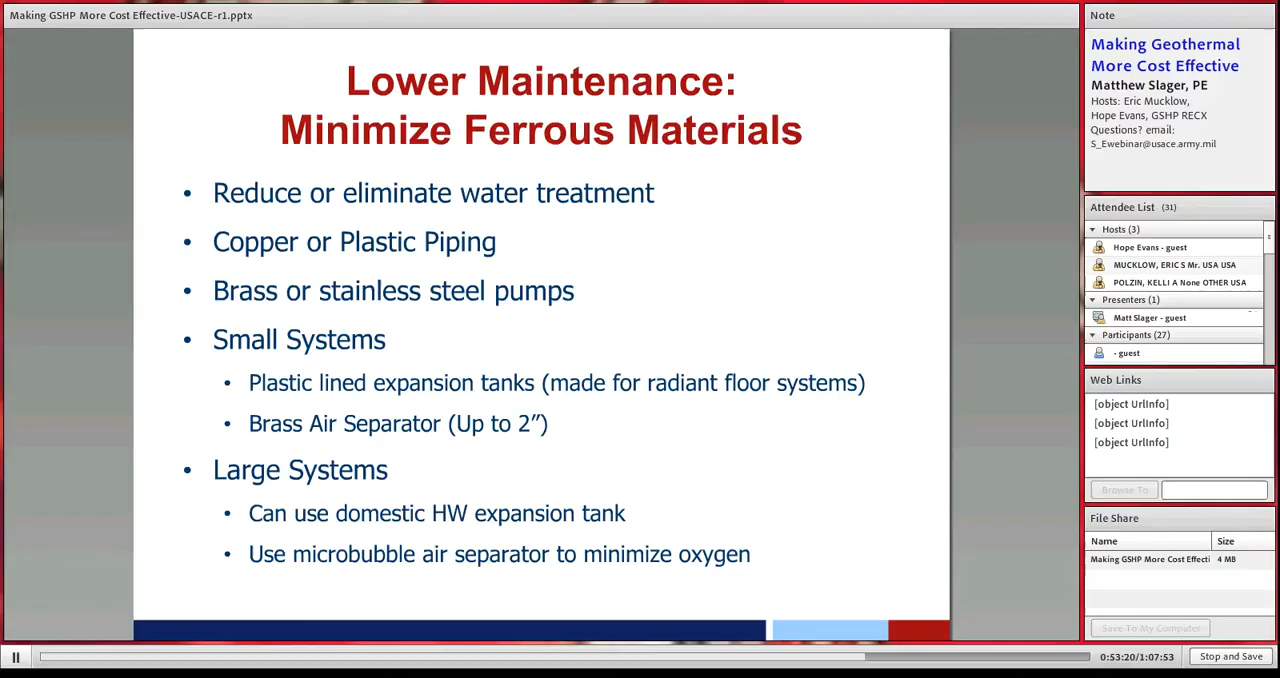 Making GSHP More Cost Effective-USACE-r1.pptx
Lower Maintenance:
Minimize Ferrous Materials
• Reduce or eliminate water treatment
• Copper or Plastic Piping
• Brass or stainless steel pumps
• Small Systems
• Plastic lined expansion tanks (made for radiant floor systems)
• Brass Air Separator (Up to 2”)
• Large Systems
• Can use domestic HW expansion tank
• Use microbubble air separator to minimize oxygen
Note
Making Geothermal
More Cost Effective
Matthew Slager, PE
Hosts: Eric Mucklow,
Hope Evans, GSHP RECX
Questions? email:
S_Ewebinar@usace.army.mil
Attendee List (31)
Hosts (3)
Hope Evans - guest
MUCKLOW, ERIC S Mr. USA USA
POLZIN, KELLI A None OTHER USA
Presenters (1)
Matt Slager - guest
Participants (27)
- guest
Web Links
[object UrlInfo]
[object UrlInfo]
[object UrlInfo]
Browse To
File Share
Name Size
Making GSHP More Cost Effecti 4 MB
Save To My Computer
0:53:20/1:07:53
Stop and Save